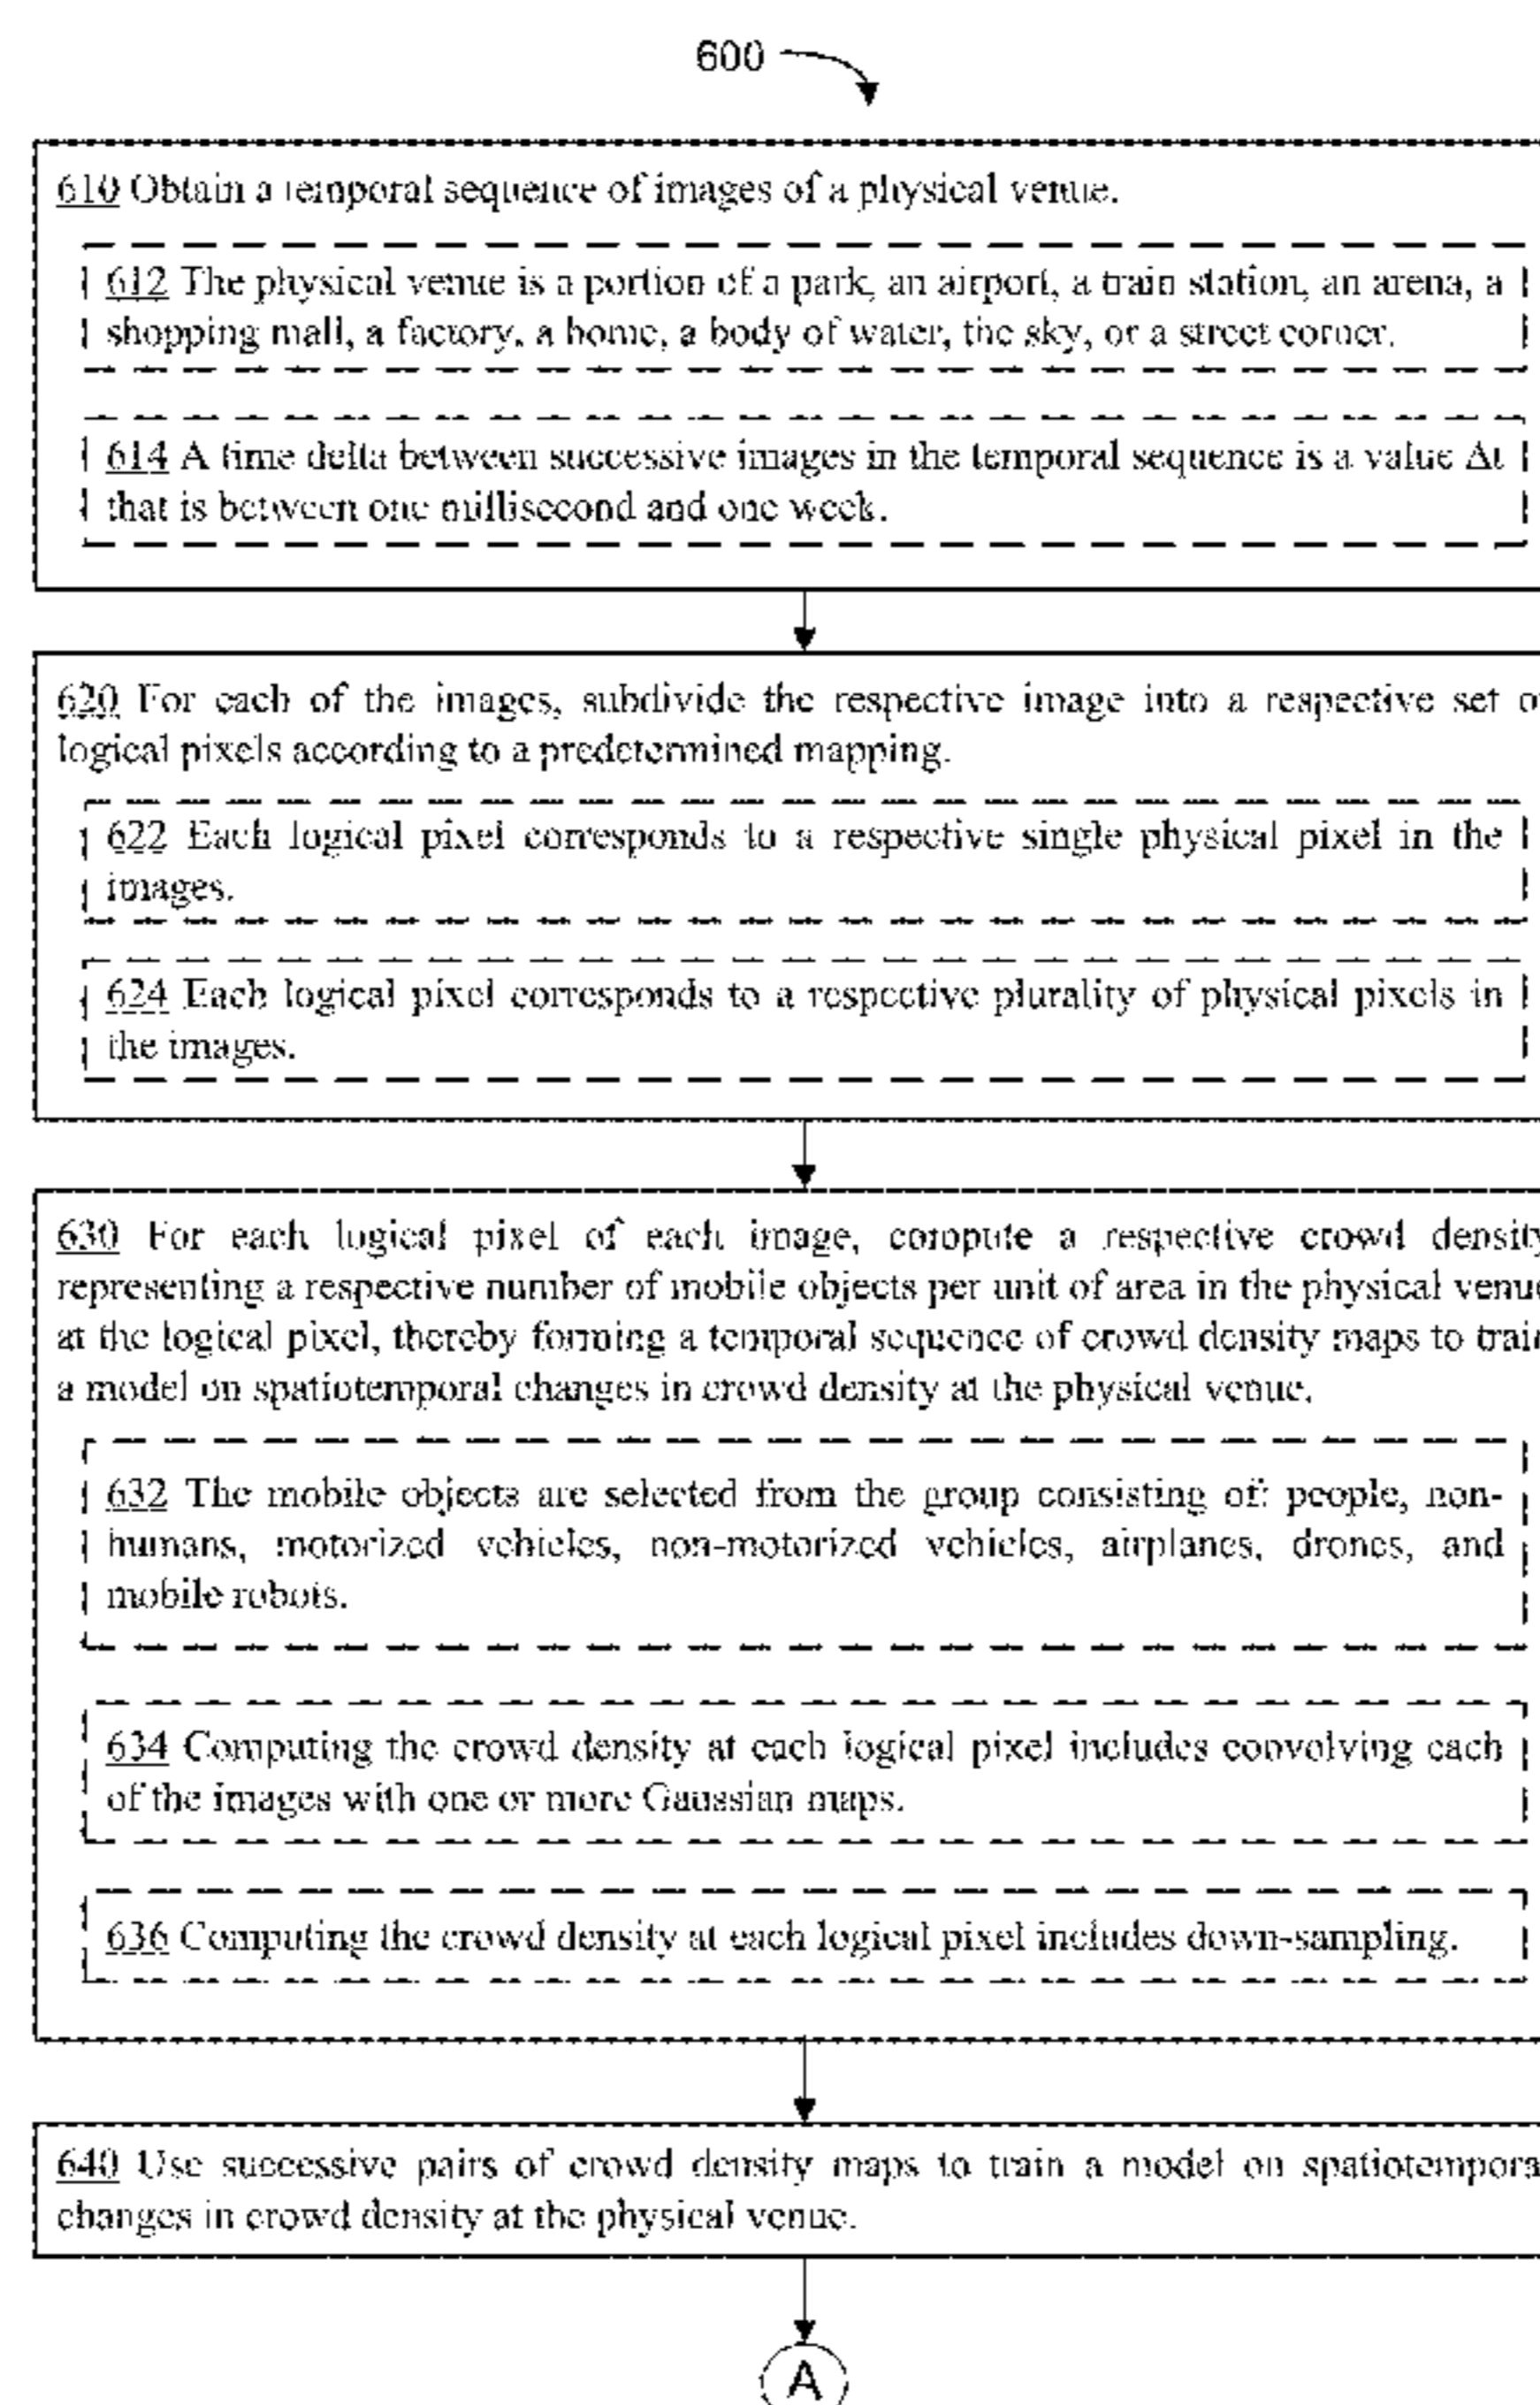 600
610 Obtain a temporal sequence of images of a physical venue.
612 The physical venue is a portion of a park, an airport, a train station, an arena, a
shopping mall, a factory, a home, a body of water, the sky, or a street corner.
614 A time delta between successive images in the temporal sequence is a value Δt
that is between one millisecond and one week.
620 For each of the images, subdivide the respective image into a respective set o
logical pixels according to a predetermined mapping.
622 Each logical pixel corresponds to a respective single physical pixel in the
images.
624 Each logical pixel corresponds to a respective plurality of physical pixels in
the images.
630 For each logical pixel of each image, compute a respective crowd density
representing a respective number of mobile objects per unit of area in the physical venue
at the logical pixel, thereby forming a temporal sequence of crowd density maps to train
a model on spatiotemporal changes in crowd density at the physical venue.
632 The mobile objects are selected from the group consisting of: people, non-
humans, motorized vehicles, non-motorized vehicles, airplanes, drones, and
mobile robots.
634 Computing the crowd density at each logical pixel includes convolving each
of the images with one or more Gaussian maps.
636 Computing the crowd density at each logical pixel includes down-sampling.
640 Use successive pairs of crowd density maps to train a model on spatiotempora
changes in crowd density at the physical venue.
A